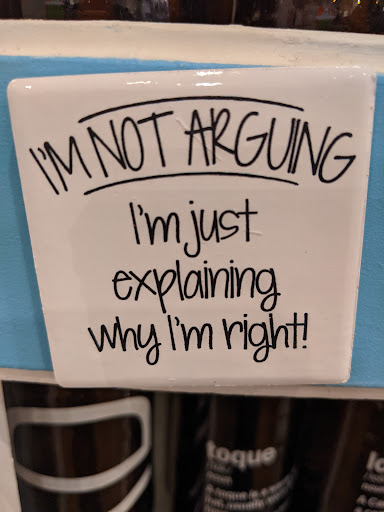 I'M NOT ARGUING
I'm just
explaining
why I'm right!
toque